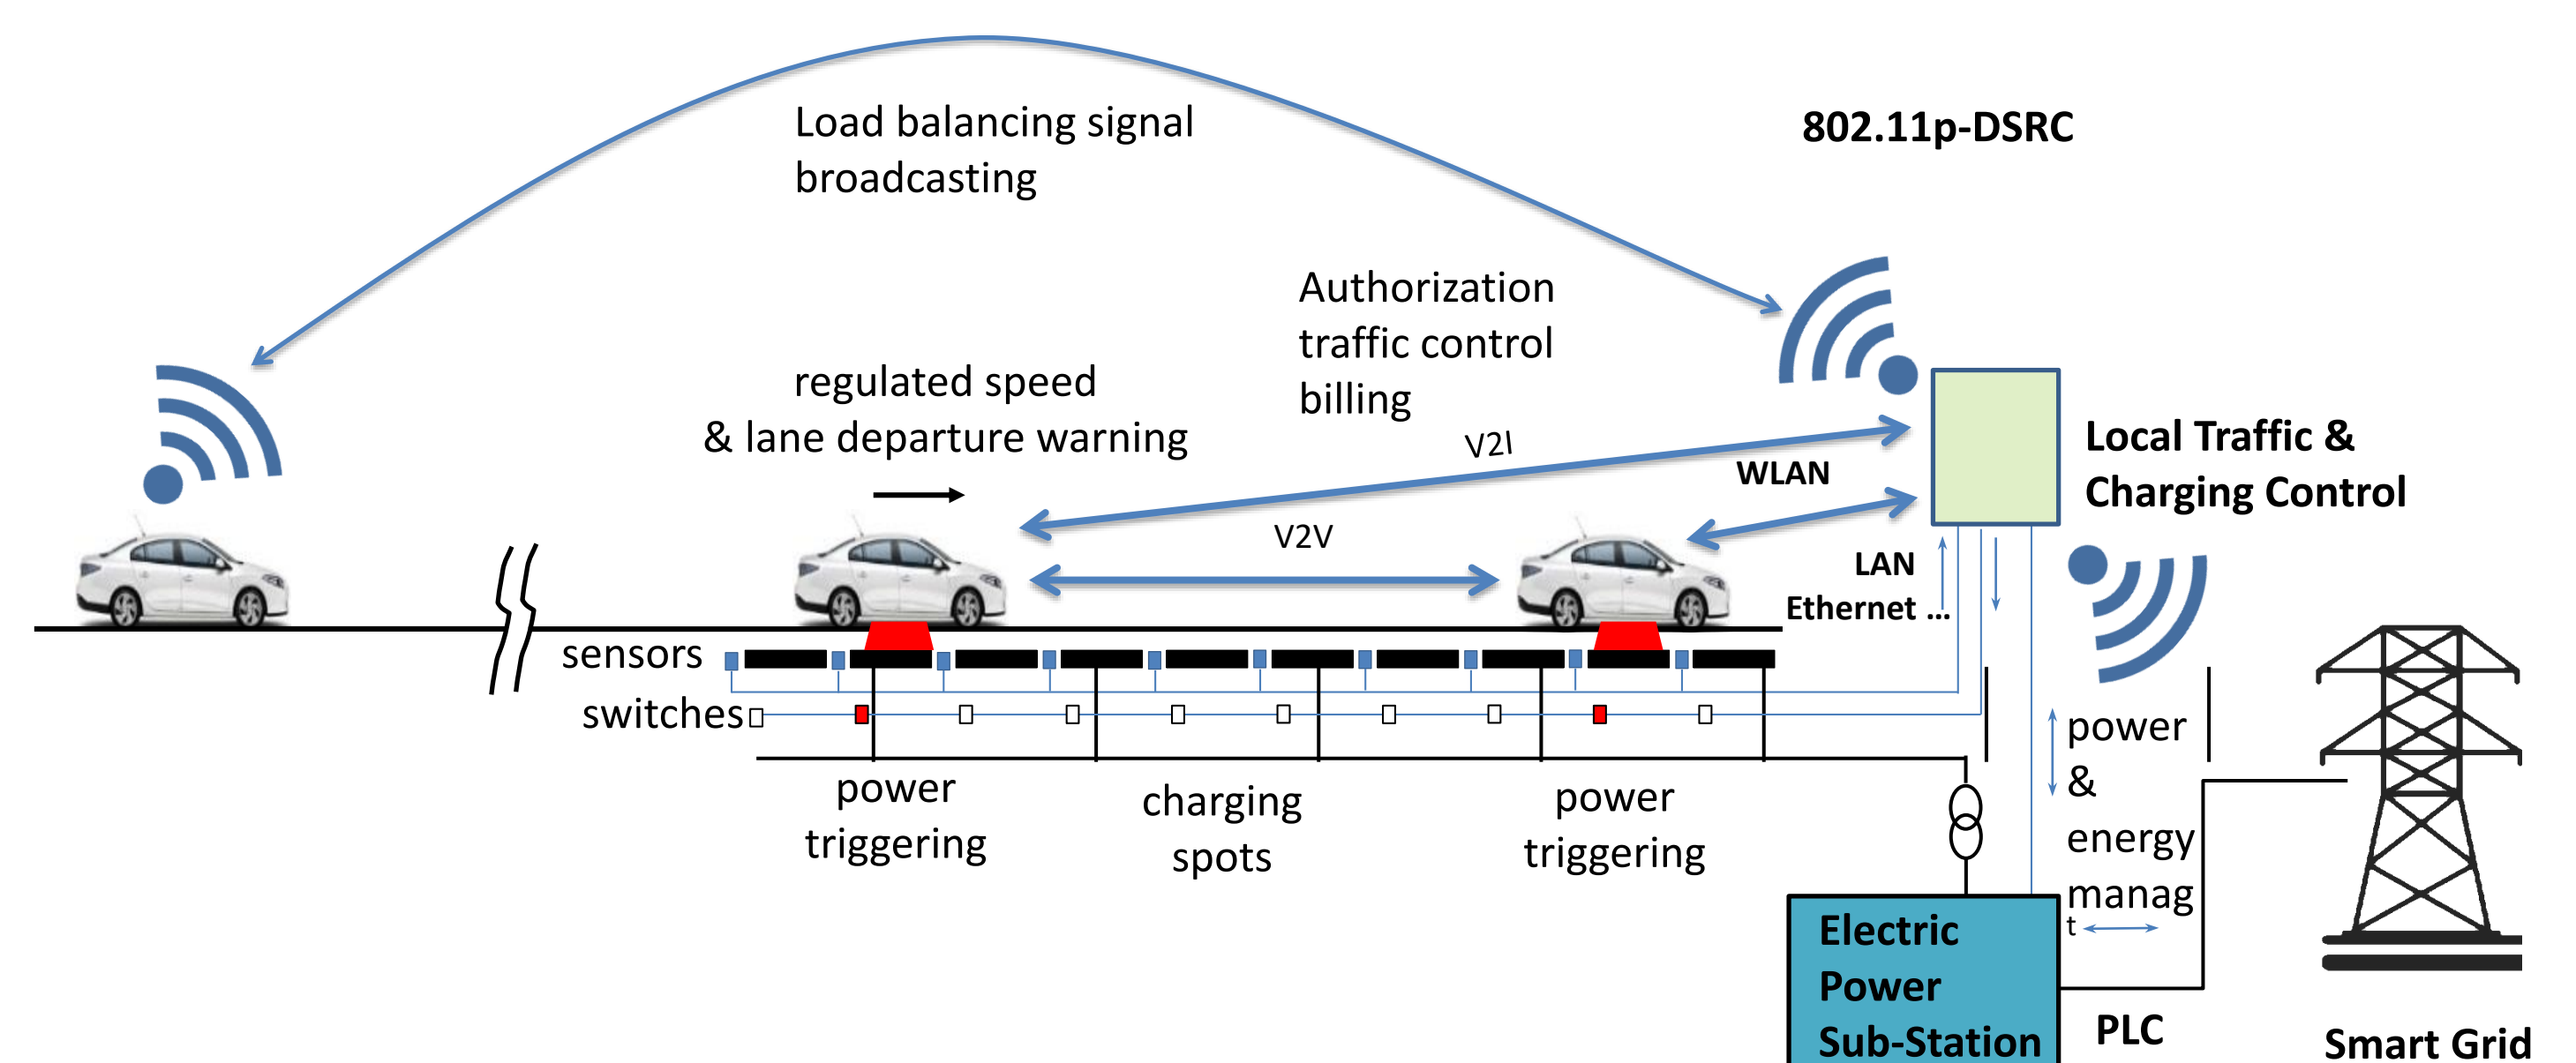 Load balancing signal
broadcasting
802.11p-DSRC
Authorization
traffic control
billing
regulated speed
& lane departure warning
V2I
WLAN
Local Traffic &
Charging Control
V2V
LAN
Ethernet ...
sensors
switches
power
&
energy
manag
t
power
triggering
charging
spots
power
triggering
Electric
Power
Sub-Station
PLC
Smart Grid